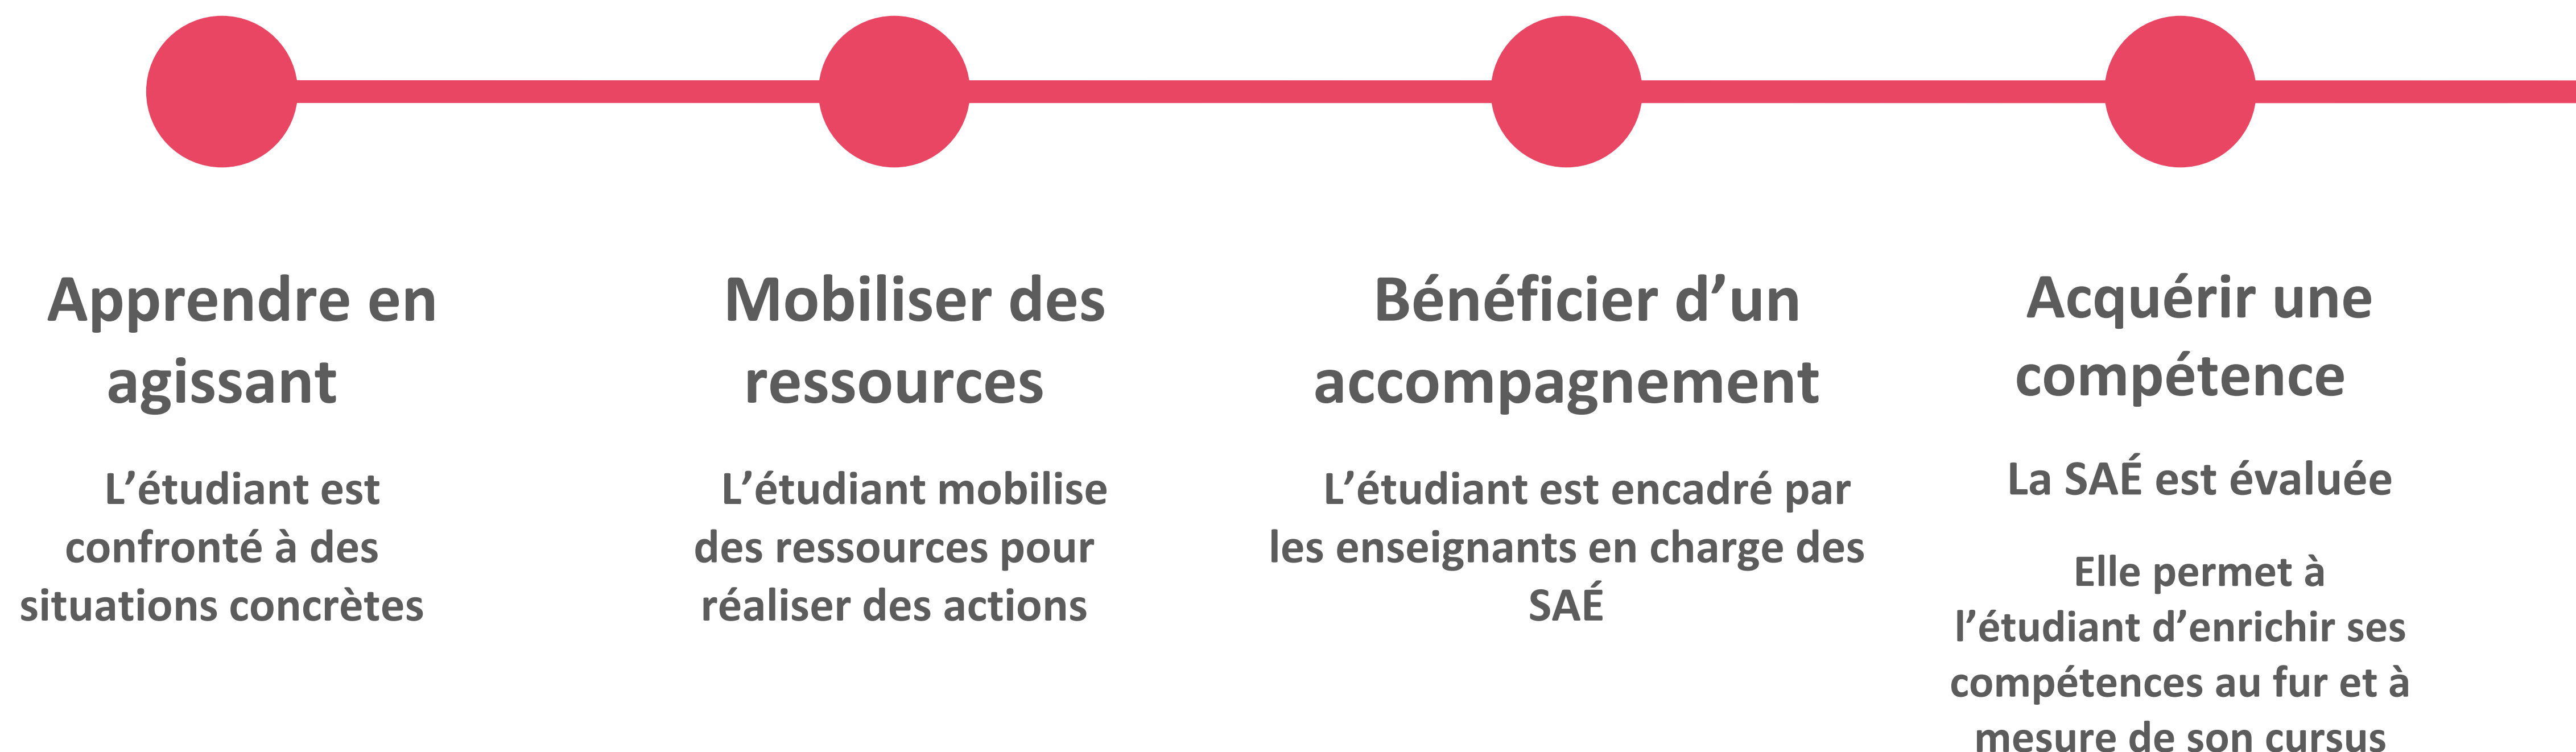 Apprendre en
agissant
L’étudiant est
confronté à des
situations concrètes
Mobiliser des
ressources
L’étudiant mobilise
des ressources pour
réaliser des actions
Bénéficier d’un
accompagnement
L’étudiant est encadré par
les enseignants en charge des
SAÉ
Acquérir une
compétence
La SAÉ est évaluée
Elle permet à
l’étudiant d’enrichir ses
compétences au fur et à
mesure de son cursus